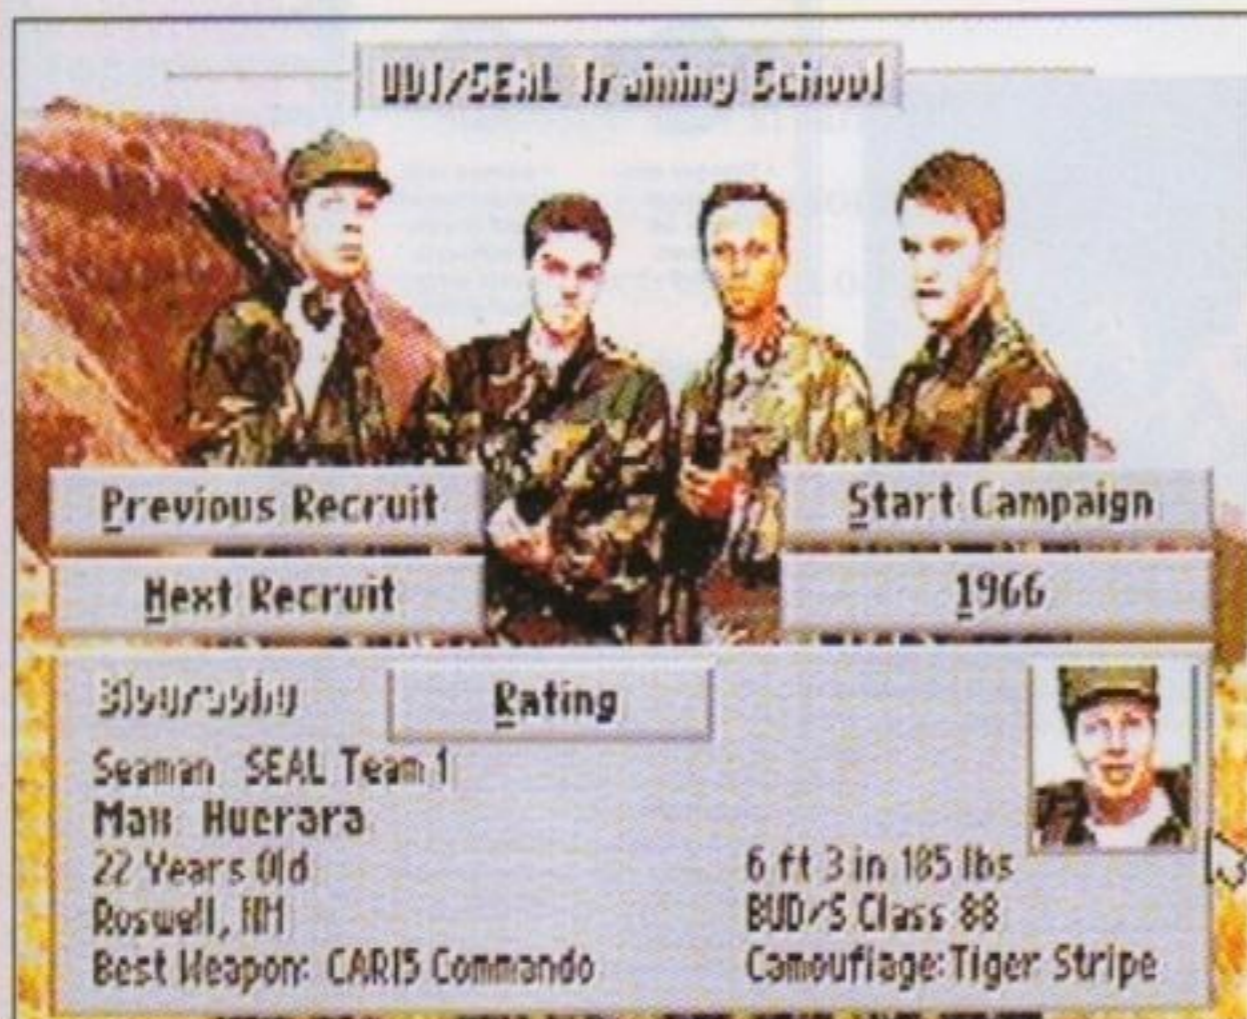 UDT/SEAL Training School
Previous Recruit
Start Campaign
Next Recruit
1966
Biography
Rating
Seaman SEAL Team 1
Max Huerara
22 Years Old
6 ft 3 in 185 lbs
Roswell, NM
BUD/S Class 88
Best Weapon: CAR15 Commando
Camouflage: Tiger Stripe